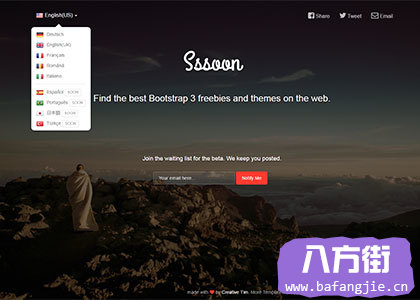 English(US)
Share
Tweet
Email
Deutsch
English(UK)
Français
Română
Italiano
Español SOON
Português SOON
日本語 SOON
Türkçe SOON
Sssoon
Find the best Bootstrap 3 freebies and themes on the web.
Join the waiting list for the beta. We keep you posted.
Your email here...
Notify Me
made with ❤ by Creative Tim. More
八方街
www.bafangjie.cn